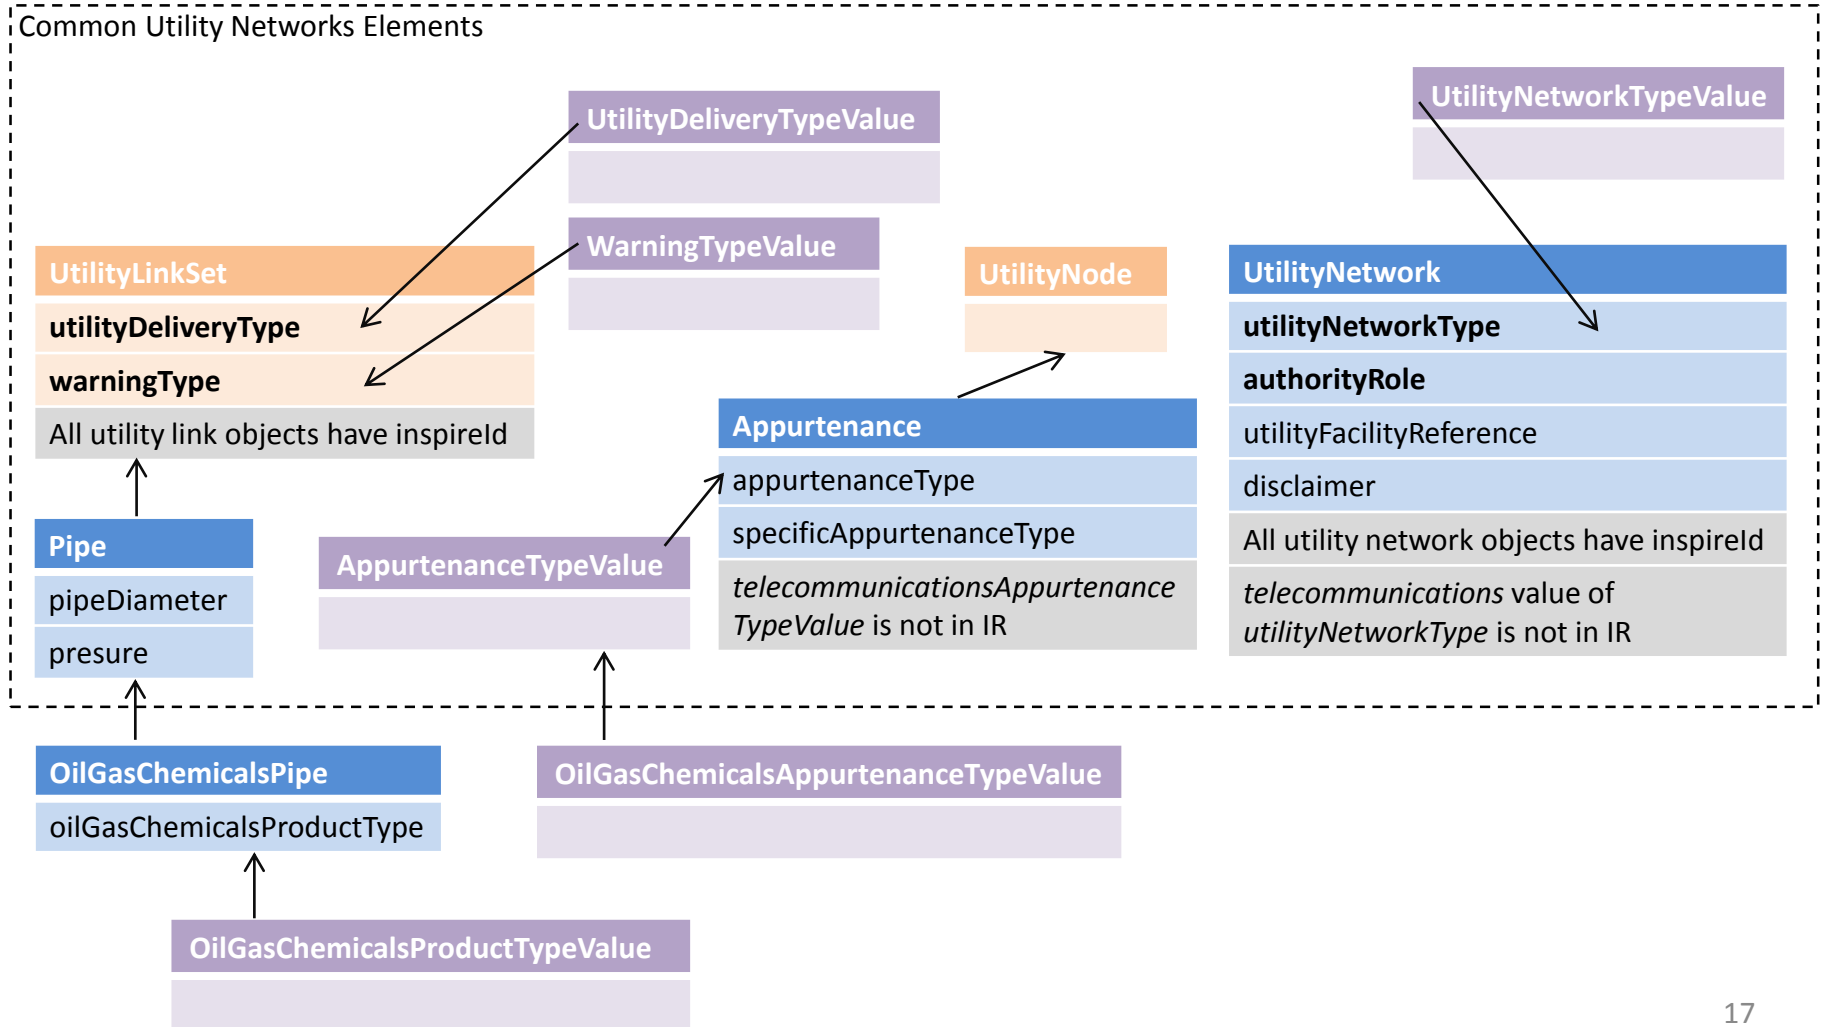 Common Utility Networks Elements
UtilityDeliveryTypeValue
UtilityNetworkTypeValue
WarningTypeValue
UtilityLinkSet
utilityDeliveryType
warningType
All utility link objects have inspireId
UtilityNode
UtilityNetwork
utilityNetworkType
authorityRole
utilityFacilityReference
disclaimer
All utility network objects have inspireId
telecommunications value of
utilityNetworkType is not in IR
Appurtenance
appurtenanceType
specificAppurtenanceType
telecommunicationsAppurtenance
TypeValue is not in IR
Pipe
pipeDiameter
presure
AppurtenanceTypeValue
OilGasChemicalsPipe
oilGasChemicalsProductType
OilGasChemicalsAppurtenanceTypeValue
OilGasChemicalsProductTypeValue
17